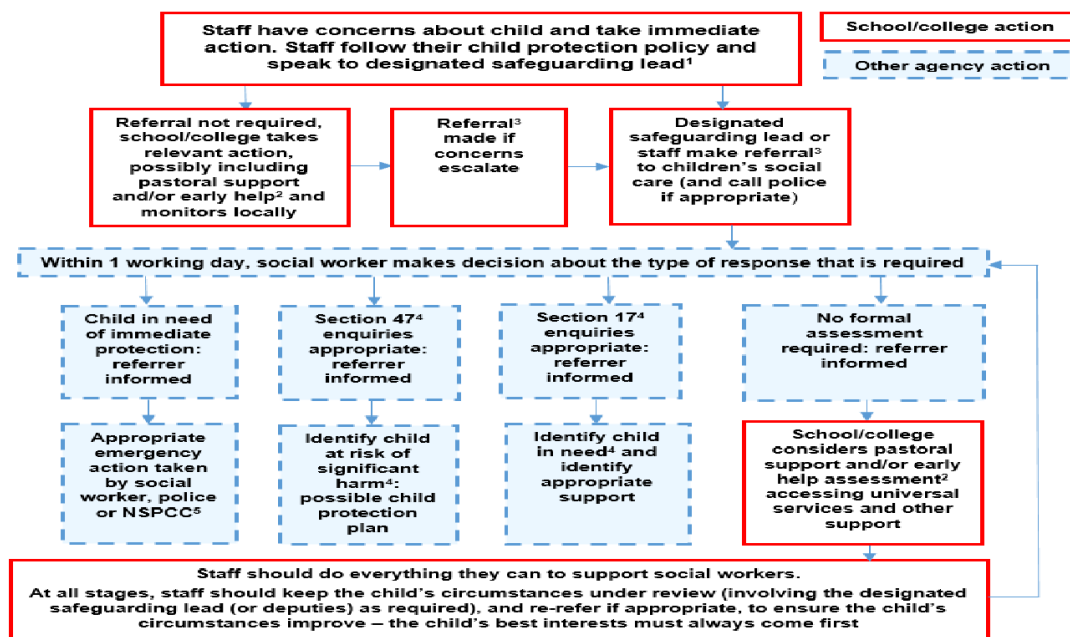 Staff have concerns about child and take immediate
action. Staff follow their child protection policy and
speak to designated safeguarding lead¹
School/college action
Other agency action
Referral not required,
school/college takes
relevant action,
possibly including
pastoral support
and/or early help² and
monitors locally
Referral³
made if
concerns
escalate
Designated
safeguarding lead or
staff make referral³
to children's social
care (and call police
if appropriate)
Within 1 working day, social worker makes decision about the type of response that is required
Child in need
of immediate
protection:
referrer
informed
Section 47⁴
enquiries
appropriate:
referrer
informed
Section 17⁴
enquiries
appropriate:
referrer
informed
No formal
assessment
required: referrer
informed
Appropriate
emergency
action taken
by social
worker, police
or NSPCC⁵
Identify child
at risk of
significant
harm⁴:
possible child
protection
plan
Identify child
in need⁴ and
identify
appropriate
support
School/college
considers pastoral
support and/or early
help assessment²
accessing universal
services and other
support
Staff should do everything they can to support social workers.
At all stages, staff should keep the child's circumstances under review (involving the designated
safeguarding lead (or deputies) as required), and re-refer if appropriate, to ensure the child's
circumstances improve – the child's best interests must always come first